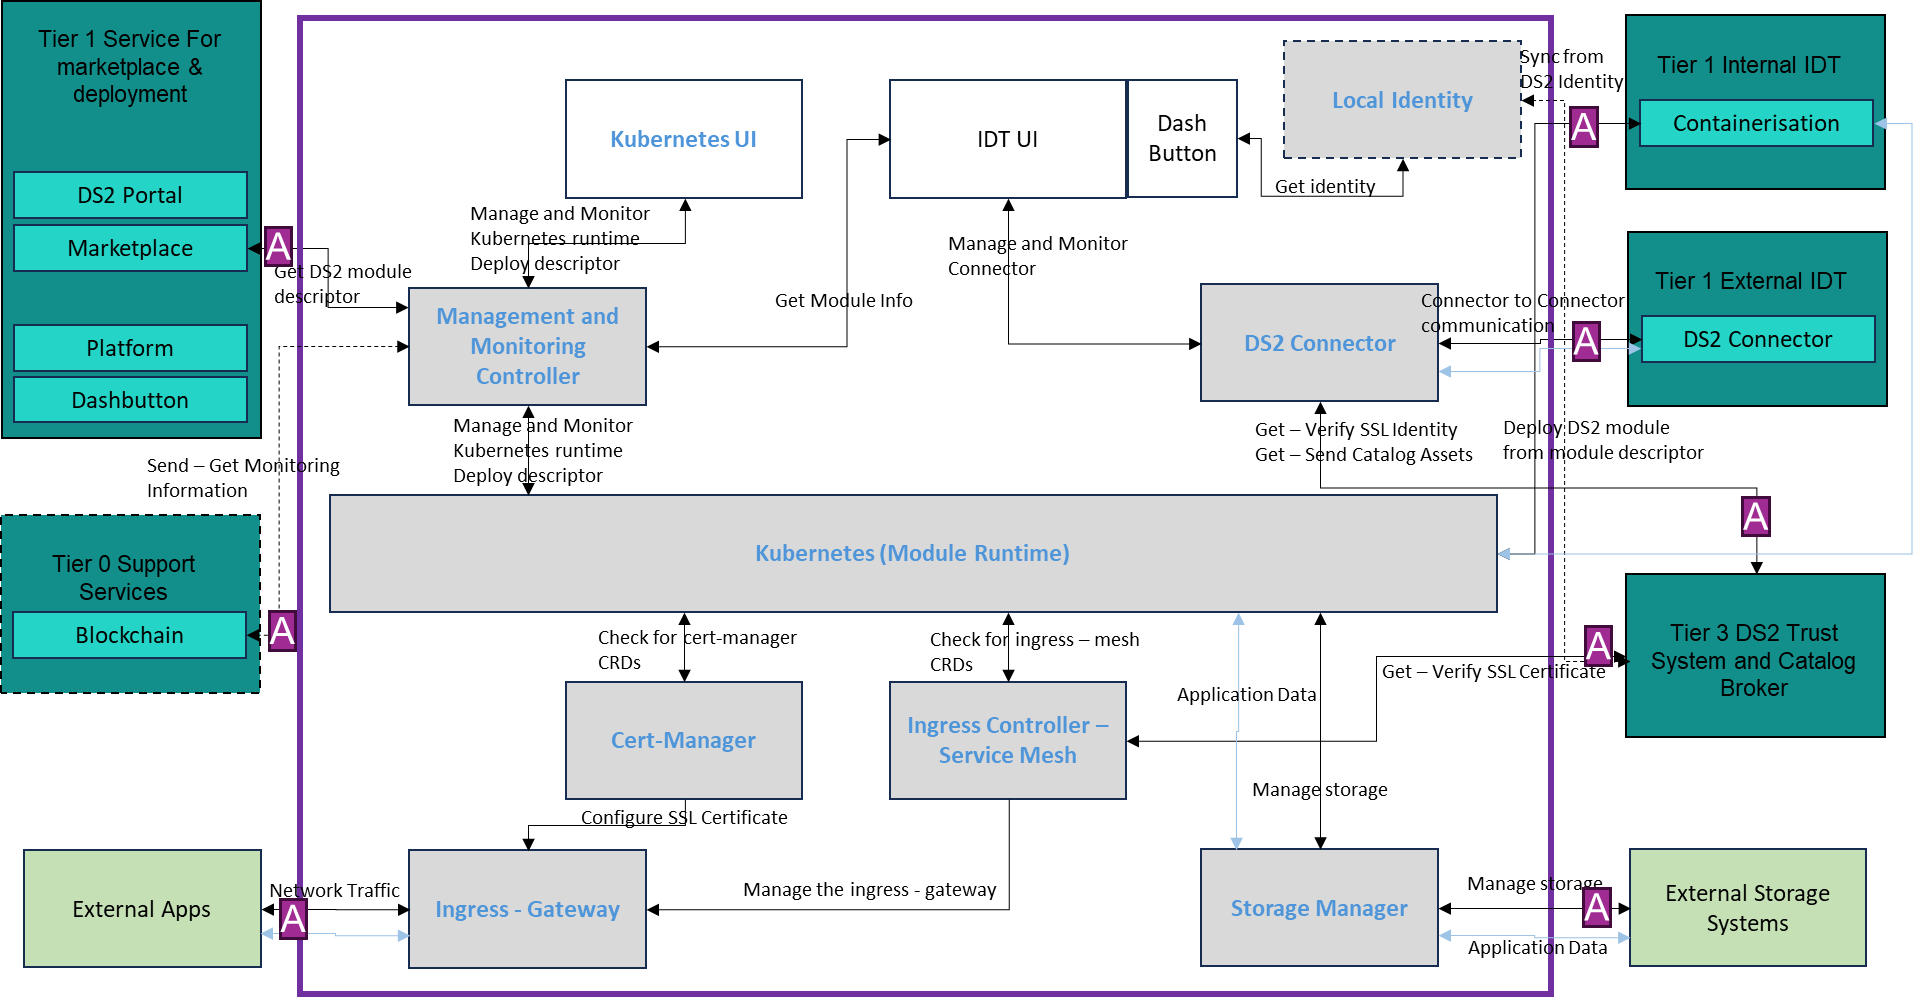 Tier 1 Service For
marketplace &
deployment
DS2 Portal
Marketplace
Platform
Dashbutton
A
Get DS2 module
descriptor
Send – Get Monitoring
Information
Tier 0 Support
Services
Blockchain
A
External Apps
Network Traffic
A
Kubernetes UI
Manage and Monitor
Kubernetes runtime
Deploy descriptor
Management and
Monitoring
Controller
Manage and Monitor
Kubernetes runtime
Deploy descriptor
Get Module Info
IDT UI
Dash
Button
Manage and Monitor
Connector
Local Identity
Get identity
Sync from
DS2 Identity
A
Tier 1 Internal IDT
Containerisation
Tier 1 External IDT
DS2 Connector
DS2 Connector
Connector to Connector
communication
A
Get – Verify SSL Identity
Get – Send Catalog Assets
Deploy DS2 module
from module descriptor
A
Kubernetes (Module Runtime)
Check for cert-manager
CRDs
Check for ingress – mesh
CRDs
Application Data
Get – Verify SSL Certificate
A
Tier 3 DS2 Trust
System and Catalog
Broker
Cert-Manager
Ingress Controller –
Service Mesh
Manage storage
Configure SSL Certificate
Ingress - Gateway
Manage the ingress - gateway
Storage Manager
Manage storage
A
Application Data
External Storage
Systems